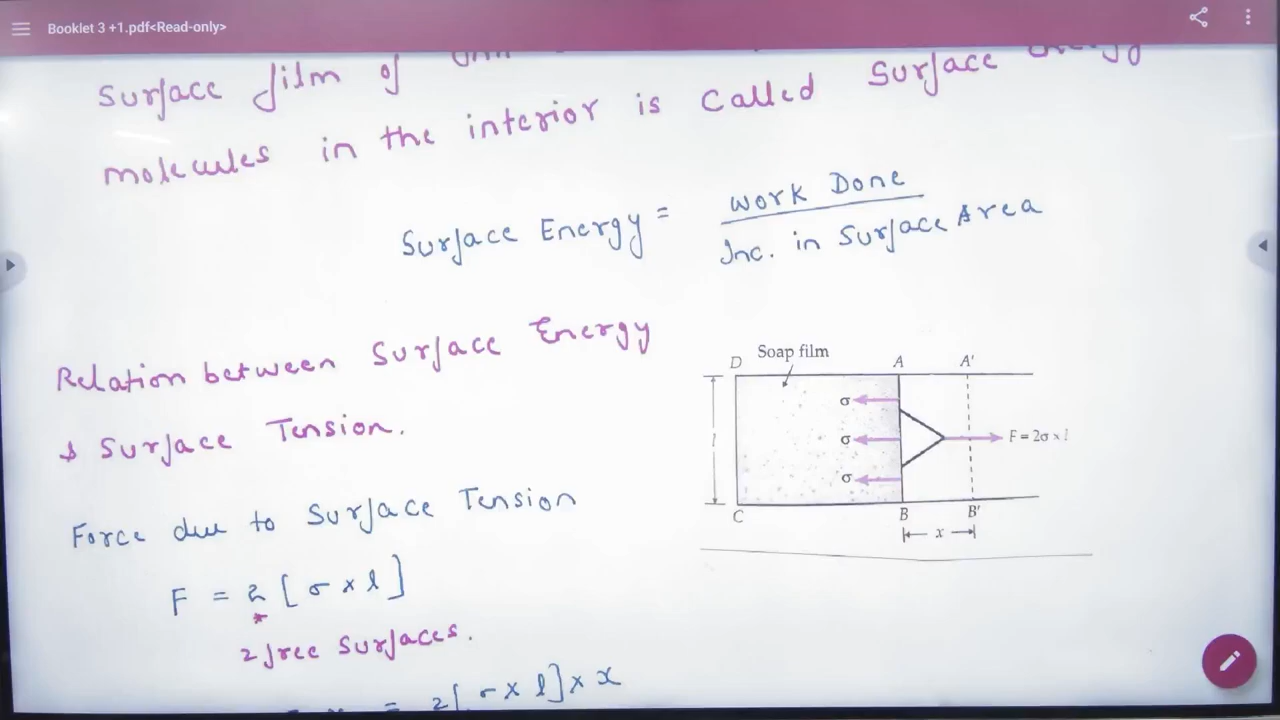 Booklet 3 +1.pdf<Read-only>
Surface film of
molecules in the interior is called Surface Energy
Surface Energy = Work Done
Inc. in Surface Area
Relation between Surface Energy
& Surface Tension.
Soap film
D A A'
σ
σ F = 2σ x l
σ
l
C B B'
x
Force due to Surface Tension
F = 2 [ σ x l ]
*
2 free surfaces.
= 2[ σ x l ] x x